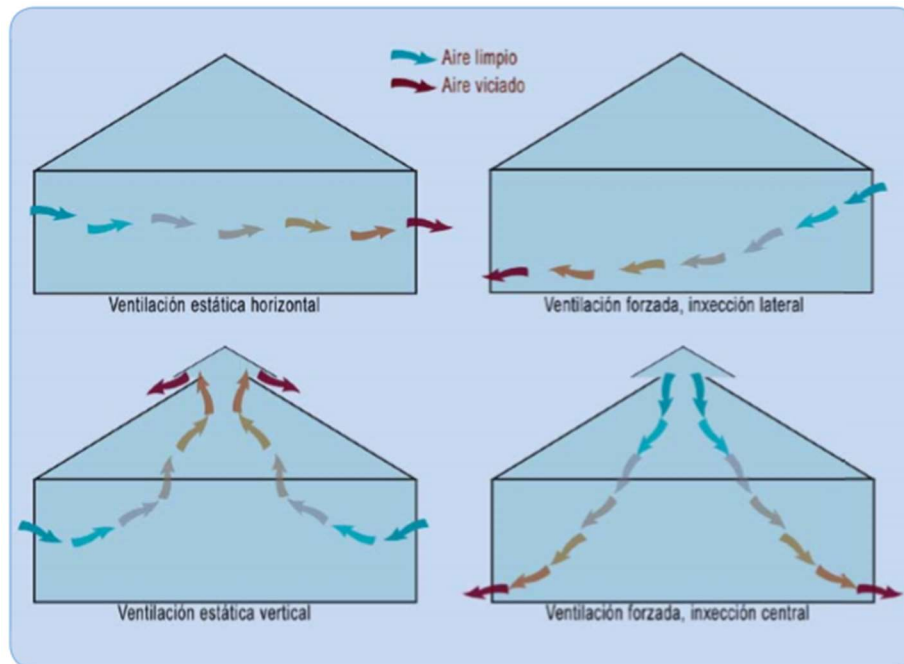 Aire limpio
Aire viciado
Ventilación estática horizontal
Ventilación forzada, inxección lateral
Ventilación estática vertical
Ventilación forzada, inxección central